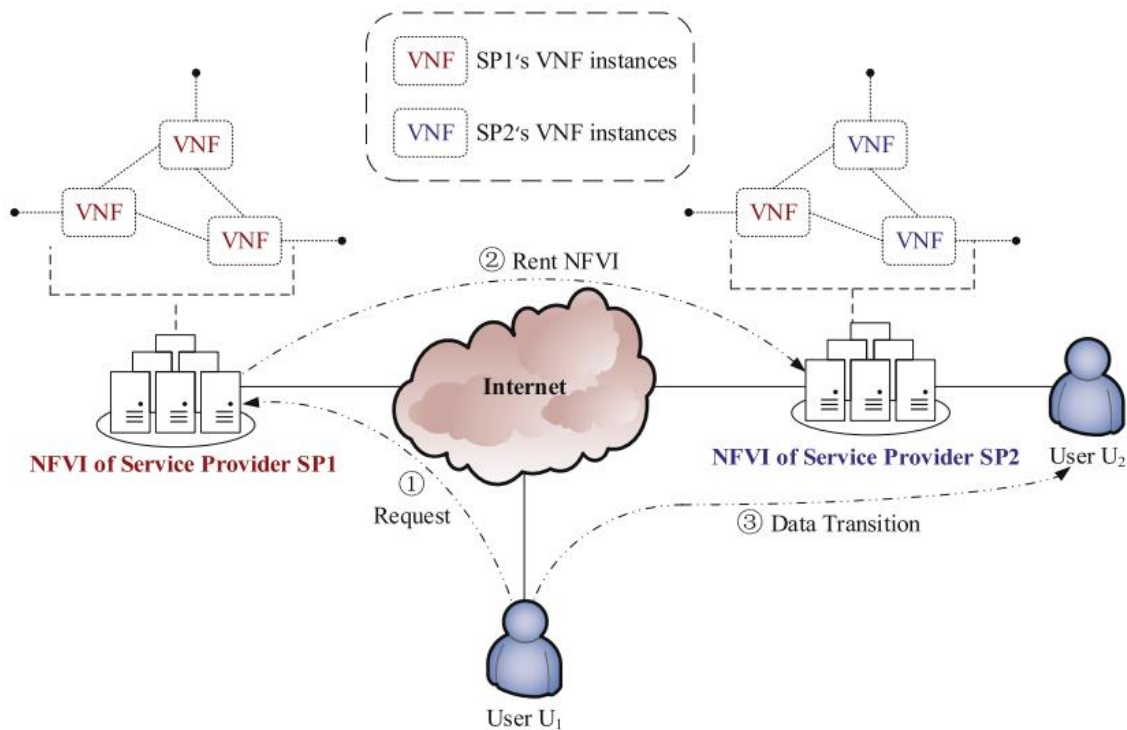 VNF SP1‘s VNF instances
VNF SP2‘s VNF instances
VNF
VNF
VNF
VNF
VNF
VNF
② Rent NFVI
Internet
NFVI of Service Provider SP1
NFVI of Service Provider SP2
User U₂
①
Request
③ Data Transition
User U₁